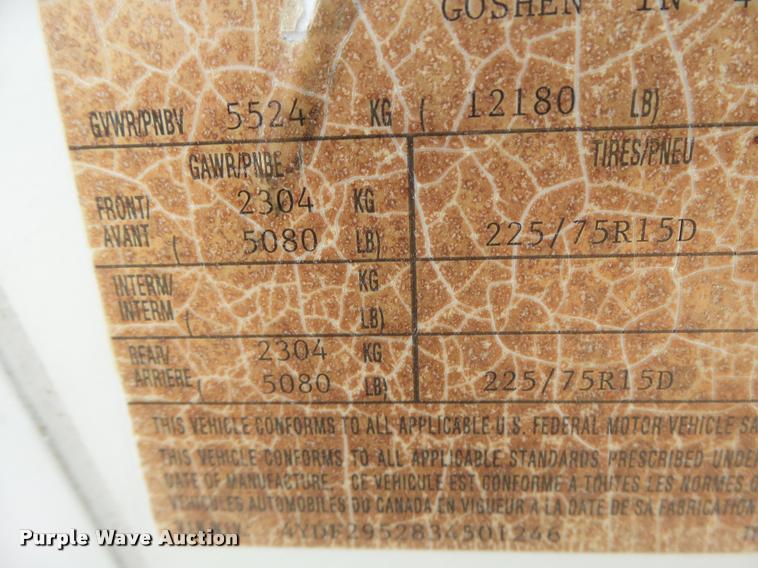 GOSHEN IN 4
GVWR/PNBV 5524 KG ( 12180 LB)
GAWR/PNBE TIRES/PNEU
FRONT/ 2304 KG
AVANT ( 5080 LB) 225/75R15D
INTERM/ KG
INTERM ( LB)
REAR/ 2304 KG
ARRIERE ( 5080 LB) 225/75R15D
THIS VEHICLE CONFORMS TO ALL APPLICABLE U.S. FEDERAL MOTOR VEHICLE SA
THIS VEHICLE CONFORMS TO ALL APPLICABLE STANDARDS PRESCRIBED UNDE
DATE OF MANUFACTURE. CE VEHICULE EST CONFORME A TOUTES LES NORMES
VEHICULES AUTOMOBILES DU CANADA EN VIGUEUR A LA DATE DE SA FABRICATION
4YDF2952834501246
Purple Wave Auction